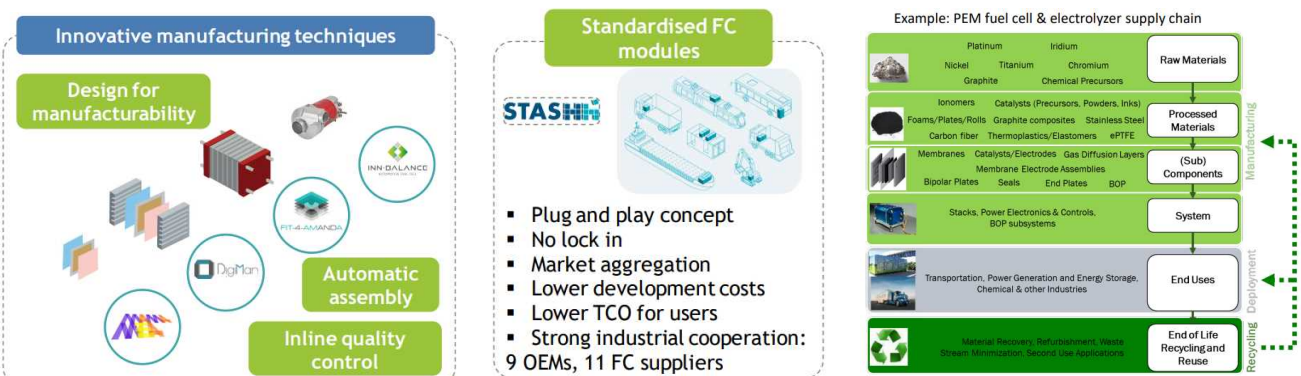 Innovative manufacturing techniques
Design for
manufacturability
INN-BALANCE
FIT-4-AMANDA
DigiMan
Automatic
assembly
Inline quality
control
Standardised FC
modules
STASHH
▪ Plug and play concept
▪ No lock in
▪ Market aggregation
▪ Lower development costs
▪ Lower TCO for users
▪ Strong industrial cooperation:
9 OEMs, 11 FC suppliers
Example: PEM fuel cell & electrolyzer supply chain
Platinum Iridium
Nickel Titanium Chromium
Graphite Chemical Precursors
Raw Materials
Ionomers Catalysts (Precursors, Powders, Inks)
Foams/Plates/Rolls Graphite composites Stainless Steel
Carbon fiber Thermoplastics/Elastomers ePTFE
Processed
Materials
Membranes Catalysts/Electrodes Gas Diffusion Layers
Membrane Electrode Assemblies
Bipolar Plates Seals End Plates BOP
(Sub)
Components
Stacks, Power Electronics & Controls,
BOP subsystems
System
Manufacturing
Transportation, Power Generation and Energy Storage,
Chemical & other Industries
End Uses
Deployment
Material Recovery, Refurbishment, Waste
Stream Minimization, Second Use Applications
End of Life
Recycling and
Reuse
Recycling